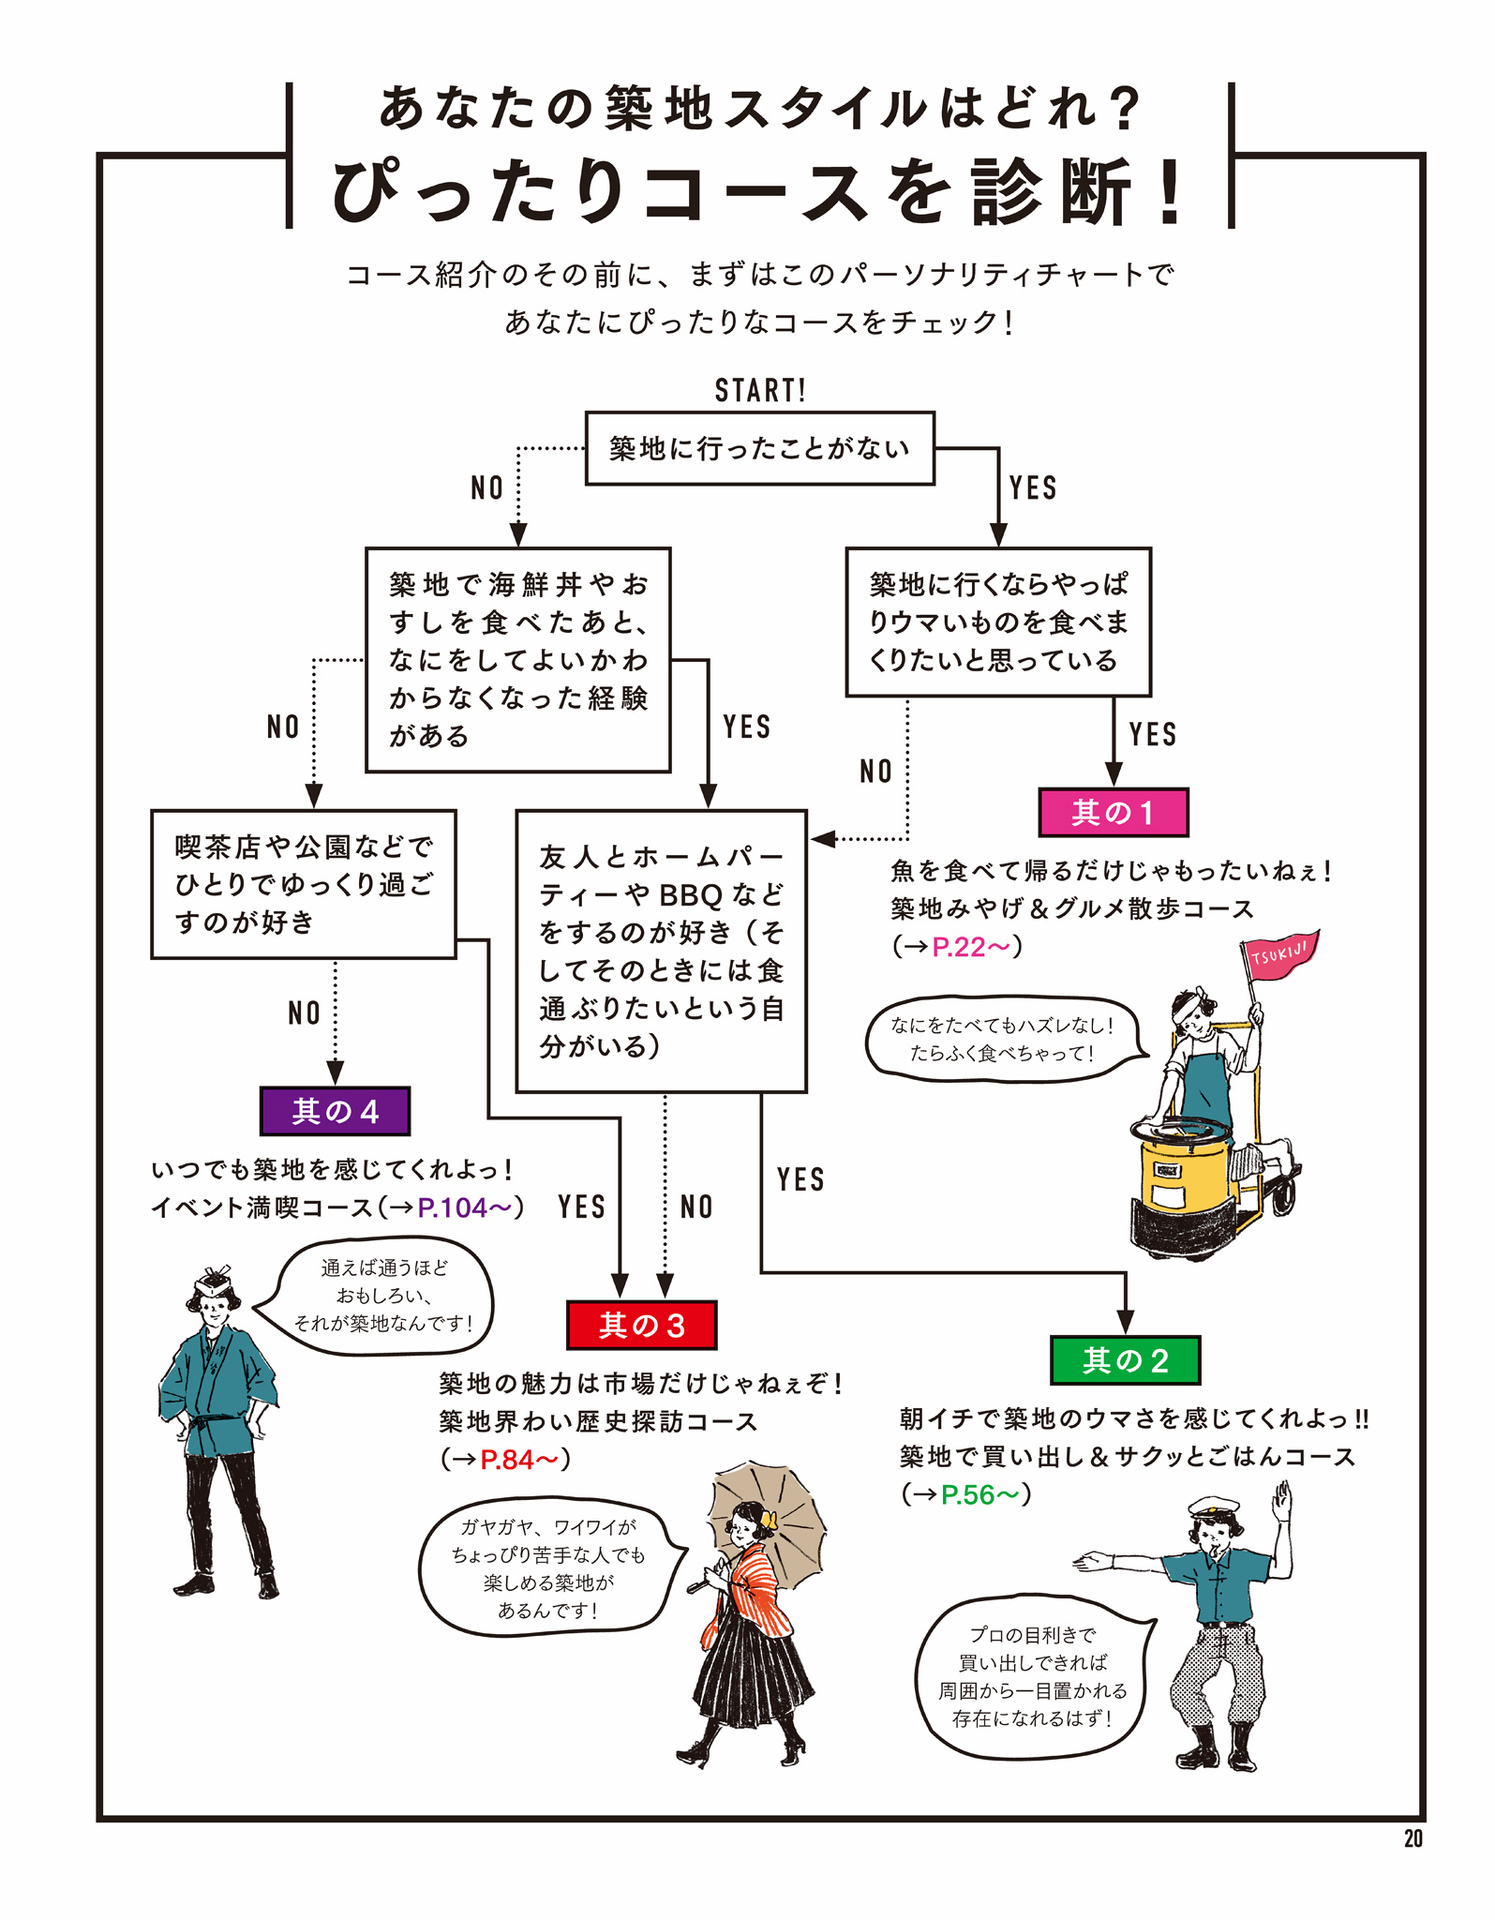 あなたの築地スタイルはどれ？
ぴったりコースを診断！
コース紹介のその前に、まずはこのパーソナリティチャートで
あなたにぴったりなコースをチェック！
START!
築地に行ったことがない
NO
YES
築地で海鮮丼やお
すしを食べたあと、
なにをしてよいかわ
からなくなった経験
がある
築地に行くならやっぱ
りウマいものを食べま
くりたいと思っている
NO
YES
NO
YES
喫茶店や公園などで
ひとりでゆっくり過ご
すのが好き
友人とホームパー
ティーや BBQ など
をするのが好き（そ
してそのときには食
通ぶりたいという自
分がいる）
其の1
魚を食べて帰るだけじゃもったいねぇ！
築地みやげ＆グルメ散歩コース
（→P.22〜）
TSUKIJI
なにをたべてもハズレなし！
たらふく食べちゃって！
NO
其の4
いつでも築地を感じてくれよっ！
イベント満喫コース（→P.104〜）
YES
NO
YES
通えば通うほど
おもしろい、
それが築地なんです！
其の3
築地の魅力は市場だけじゃねぇぞ！
築地界わい歴史探訪コース
（→P.84〜）
ガヤガヤ、ワイワイが
ちょっぴり苦手な人でも
楽しめる築地が
あるんです！
其の2
朝イチで築地のウマさを感じてくれよっ!!
築地で買い出し＆サクッとごはんコース
（→P.56〜）
プロの目利きで
買い出しできれば
周囲から一目置かれる
存在になれるはず！
20